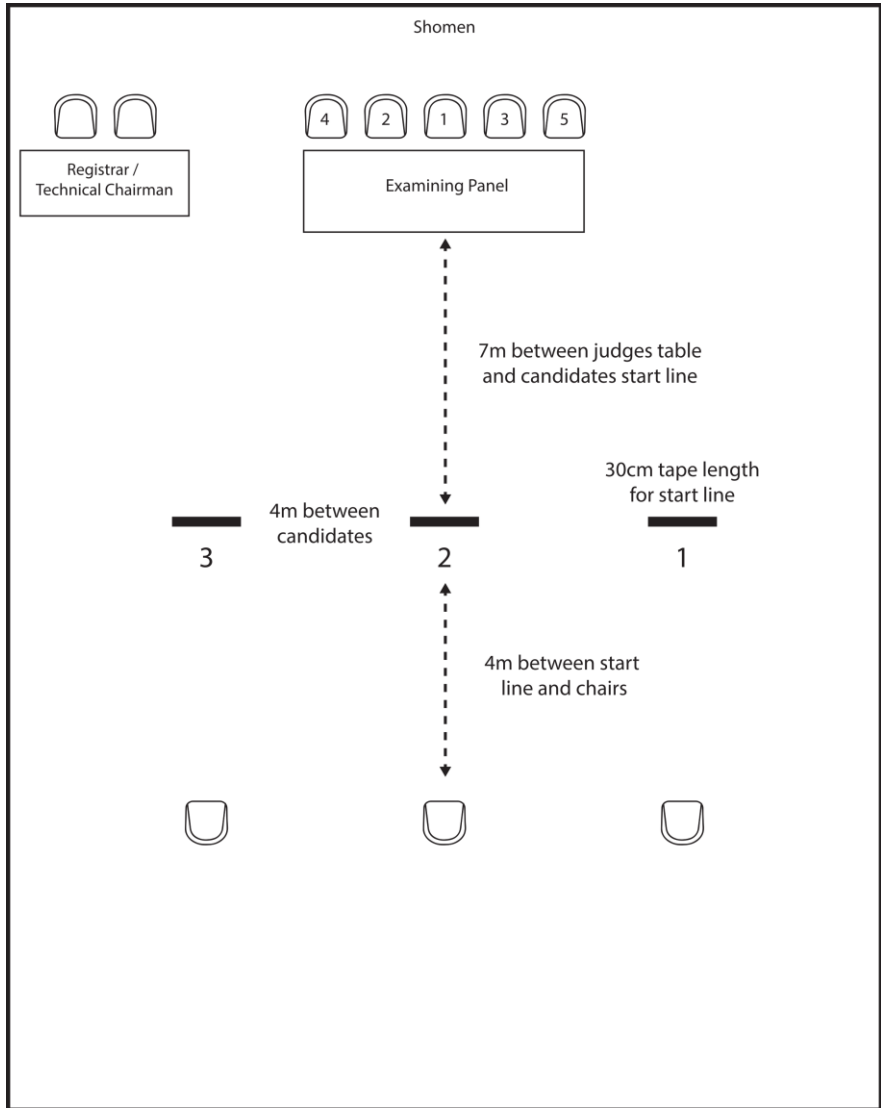 Shomen
4 2 1 3 5
Registrar /
Technical Chairman
Examining Panel
7m between judges table
and candidates start line
30cm tape length
for start line
4m between
candidates
3 2 1
4m between start
line and chairs